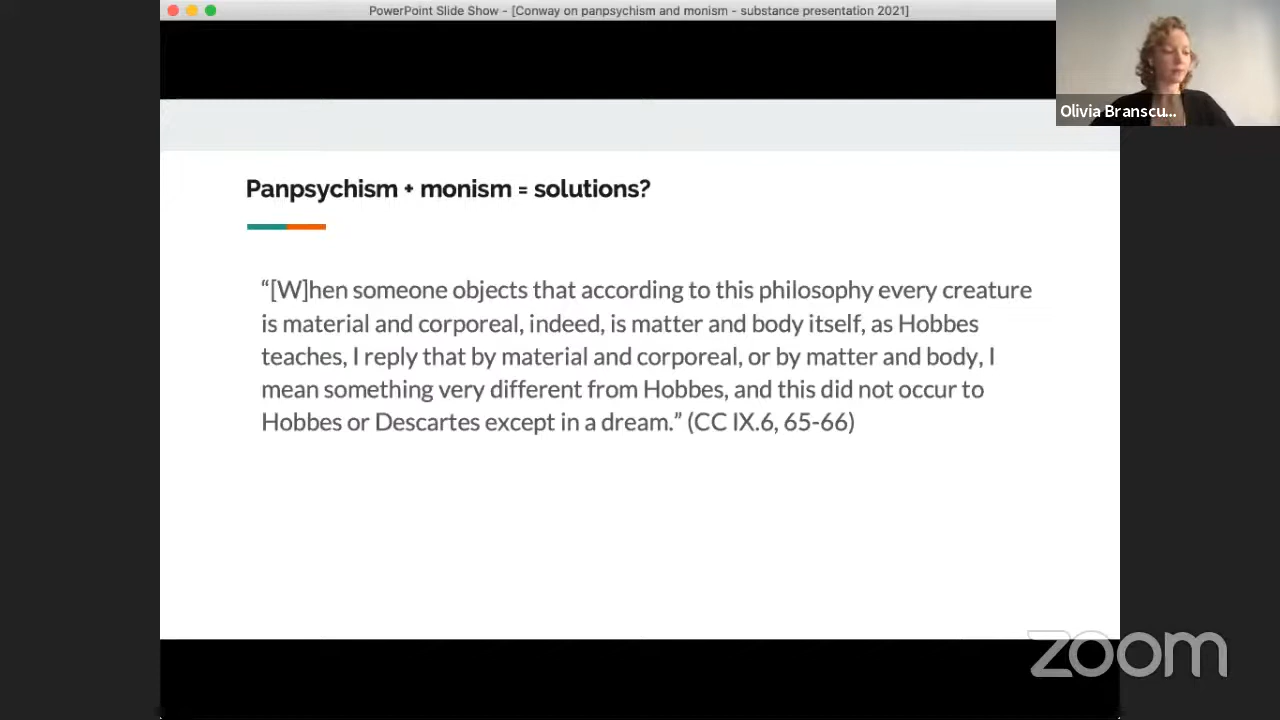 PowerPoint Slide Show - [Conway on panpsychism and monism - substance presentation 2021]
Olivia Branscu...
Panpsychism + monism = solutions?
“[W]hen someone objects that according to this philosophy every creature
is material and corporeal, indeed, is matter and body itself, as Hobbes
teaches, I reply that by material and corporeal, or by matter and body, I
mean something very different from Hobbes, and this did not occur to
Hobbes or Descartes except in a dream.” (CC IX.6, 65-66)
zoom